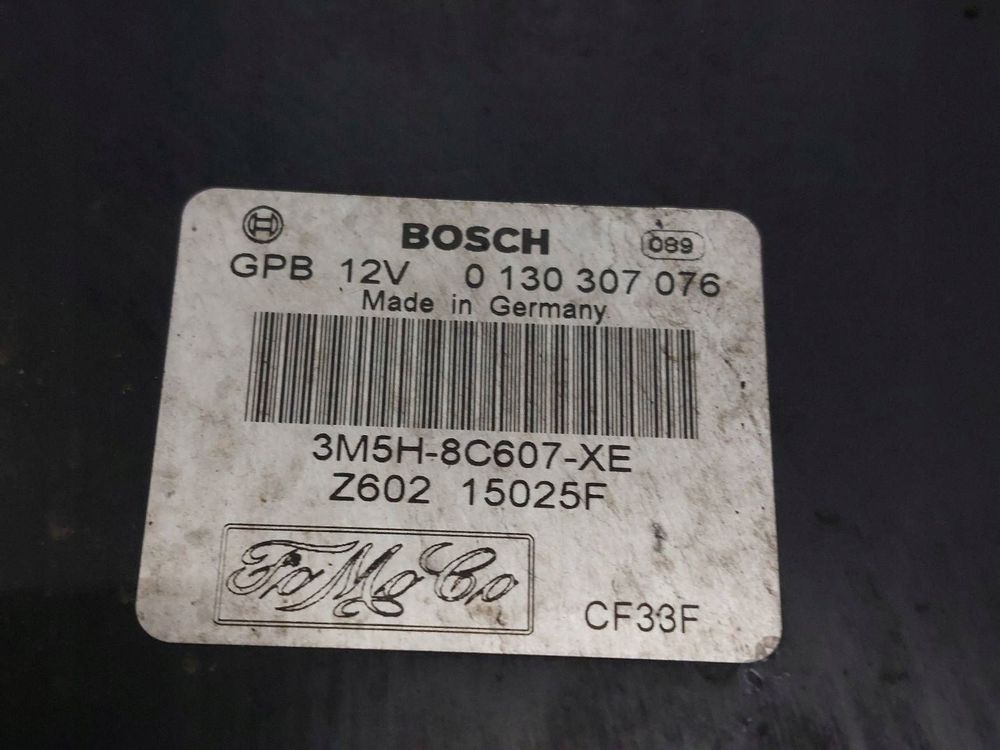 BOSCH 089
GPB 12V 0 130 307 076
Made in Germany
3M5H-8C607-XE
Z602 15025F
FoMoCo
CF33F